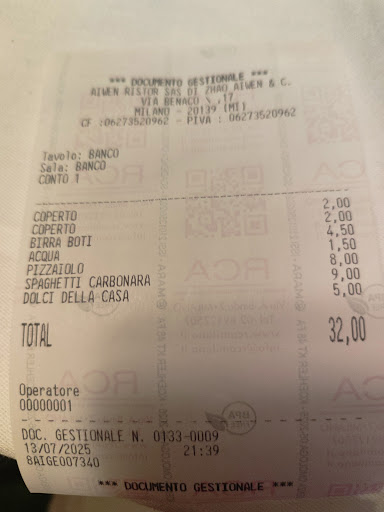 *** DOCUMENTO GESTIONALE ***
AIWEN RISTOR SAS DI ZHAO AIWEN & C.
VIA BENACO \ ,17
MILANO - 20139 (MI)
CF :06273520962 - PIVA : 06273520962
Tavolo: BANCO
Sala: BANCO
CONTO 1
COPERTO 2,00
COPERTO 2,00
BIRRA BOTI 4,50
ACQUA 1,50
PIZZAIOLO 8,00
SPAGHETTI CARBONARA 9,00
DOLCI DELLA CASA 5,00
TOTAL 32,00
Operatore
00000001
DOC. GESTIONALE N. 0133-0009
13/07/2025 21:39
8AIGE007340
*** DOCUMENTO GESTIONALE ***